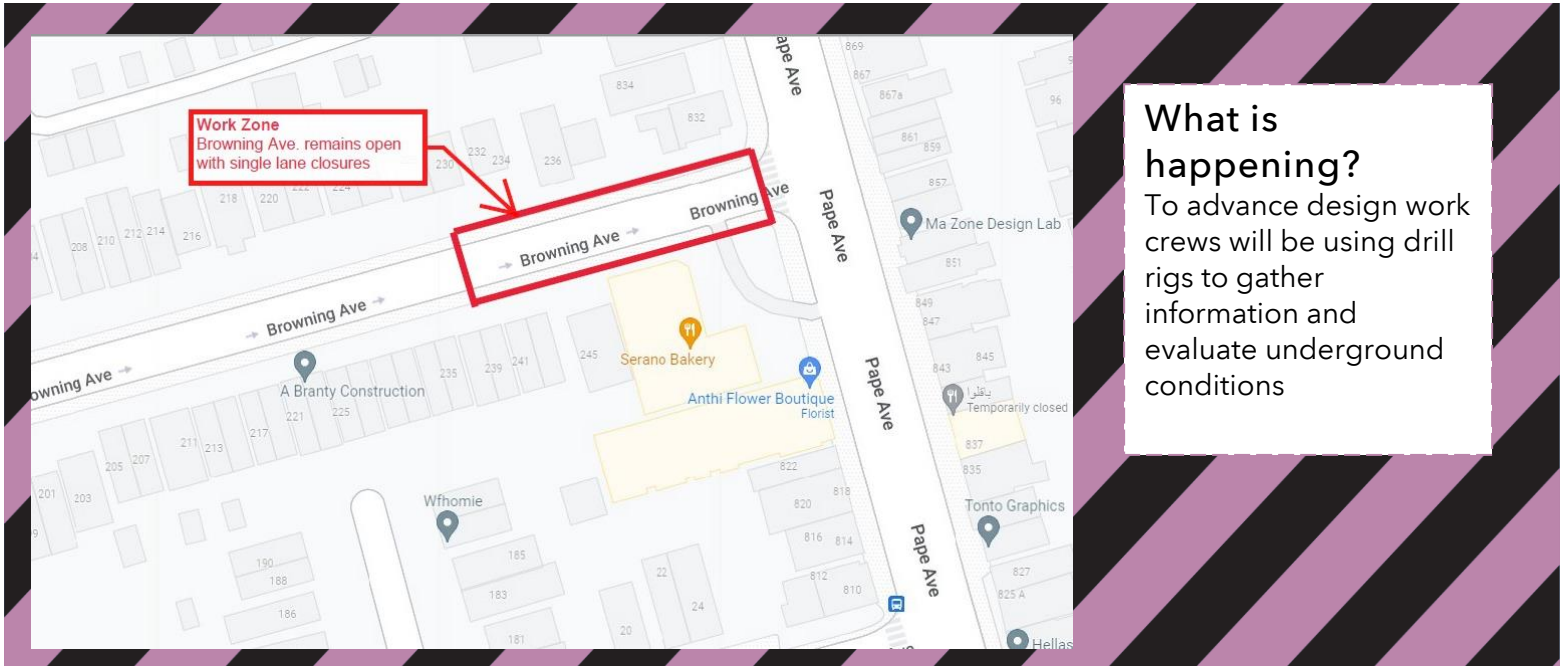 ape Ave
869
867
867a
834
96
Work Zone
Browning Ave. remains open
with single lane closures
832
861
859
232
234
236
230
857
218
220
Browning Ave
Pape Ave
Ma Zone Design Lab
208
210
212
214
216
Browning Ave
851
849
847
Browning Ave
245
Serano Bakery
845
843
241
239
235
A Branty Construction
Anthi Flower Boutique
Florist
Pape Ave
باقلوا
Temporarily closed
owning Ave
225
221
217
837
211
213
205
207
835
822
201
203
Wfhomie
818
820
Tonto Graphics
816
814
Pape Ave
185
190
188
22
812
810
827
825 A
183
186
24
20
181
Hellas
What is
happening?
To advance design work
crews will be using drill
rigs to gather
information and
evaluate underground
conditions